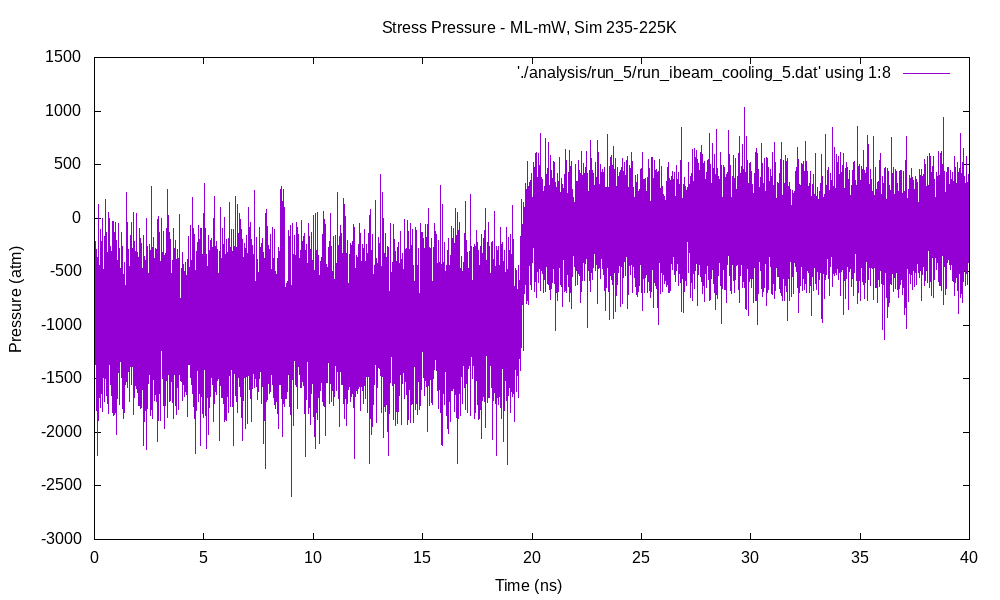 Stress Pressure - ML-mW, Sim 235-225K
'./analysis/run_5/run_ibeam_cooling_5.dat' using 1:8
1500
1000
500
0
-500
-1000
-1500
-2000
-2500
-3000
Pressure (atm)
0 5 10 15 20 25 30 35 40
Time (ns)